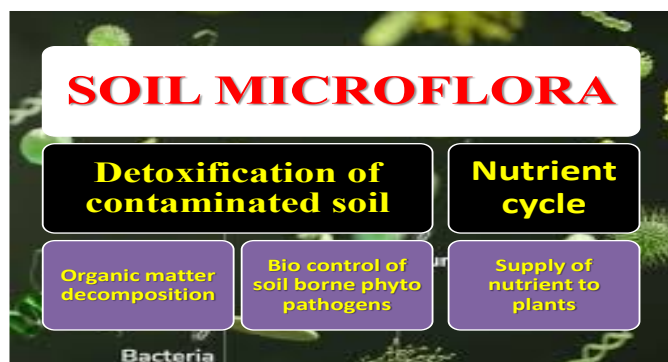 SOIL MICROFLORA
Detoxification of
contaminated soil
Nutrient
cycle
Organic matter
decomposition
Bio control of
soil borne phyto
pathogens
Supply of
nutrient to
plants
Bacteria